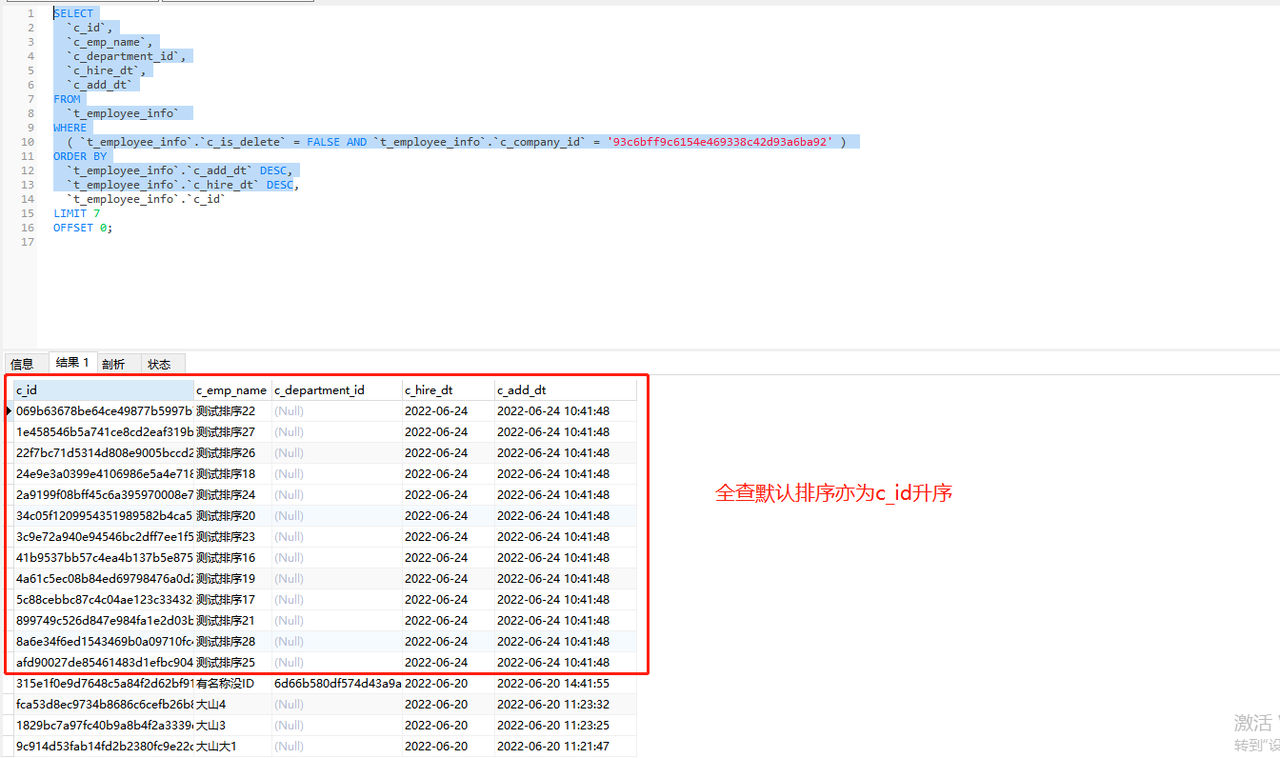 1 SELECT
2 `c_id`,
3 `c_emp_name`,
4 `c_department_id`,
5 `c_hire_dt`,
6 `c_add_dt`
7 FROM
8 `t_employee_info`
9 WHERE
10 ( `t_employee_info`.`c_is_delete` = FALSE AND `t_employee_info`.`c_company_id` = '93c6bff9c6154e469338c42d93a6ba92' )
11 ORDER BY
12 `t_employee_info`.`c_add_dt` DESC,
13 `t_employee_info`.`c_hire_dt` DESC,
14 `t_employee_info`.`c_id`
15 LIMIT 7
16 OFFSET 0;
17
信息 结果 1 剖析 状态
c_id c_emp_name c_department_id c_hire_dt c_add_dt
069b63678be64ce49877b5997b 测试排序22 (Null) 2022-06-24 2022-06-24 10:41:48
1e458546b5a741ce8cd2eaf319b 测试排序27 (Null) 2022-06-24 2022-06-24 10:41:48
22f7bc71d5314d808e9005bccd2 测试排序26 (Null) 2022-06-24 2022-06-24 10:41:48
24e9e3a0399e4106986e5a4e718 测试排序18 (Null) 2022-06-24 2022-06-24 10:41:48
2a9199f08bff45c6a395970008e7 测试排序24 (Null) 2022-06-24 2022-06-24 10:41:48
34c05f1209954351989582b4ca5 测试排序20 (Null) 2022-06-24 2022-06-24 10:41:48
3c9e72a940e94546bc2dff7ee1f5 测试排序23 (Null) 2022-06-24 2022-06-24 10:41:48
41b9537bb57c4ea4b137b5e875 测试排序16 (Null) 2022-06-24 2022-06-24 10:41:48
4a61c5ec08b84ed69798476a0d2 测试排序19 (Null) 2022-06-24 2022-06-24 10:41:48
5c88cebbc87c4c04ae123c33432 测试排序17 (Null) 2022-06-24 2022-06-24 10:41:48
899749c526d847e984fa1e2d03b 测试排序21 (Null) 2022-06-24 2022-06-24 10:41:48
8a6e34f6ed1543469b0a09710fc 测试排序28 (Null) 2022-06-24 2022-06-24 10:41:48
afd90027de85461483d1efbc904 测试排序25 (Null) 2022-06-24 2022-06-24 10:41:48
315e1f0e9d7648c5a84f2d62bf91 有名称没ID 6d66b580df574d43a9a 2022-06-20 2022-06-20 14:41:55
fca53d8ec9734b8686c6cefb26b8 大山4 (Null) 2022-06-20 2022-06-20 11:23:32
1829bc7a97fc40b9a8b4f2a3339 大山3 (Null) 2022-06-20 2022-06-20 11:23:25
9c914d53fab14fd2b2380fc9e22c 大山大1 (Null) 2022-06-20 2022-06-20 11:21:47
全查默认排序亦为c_id升序
激活
转到"设